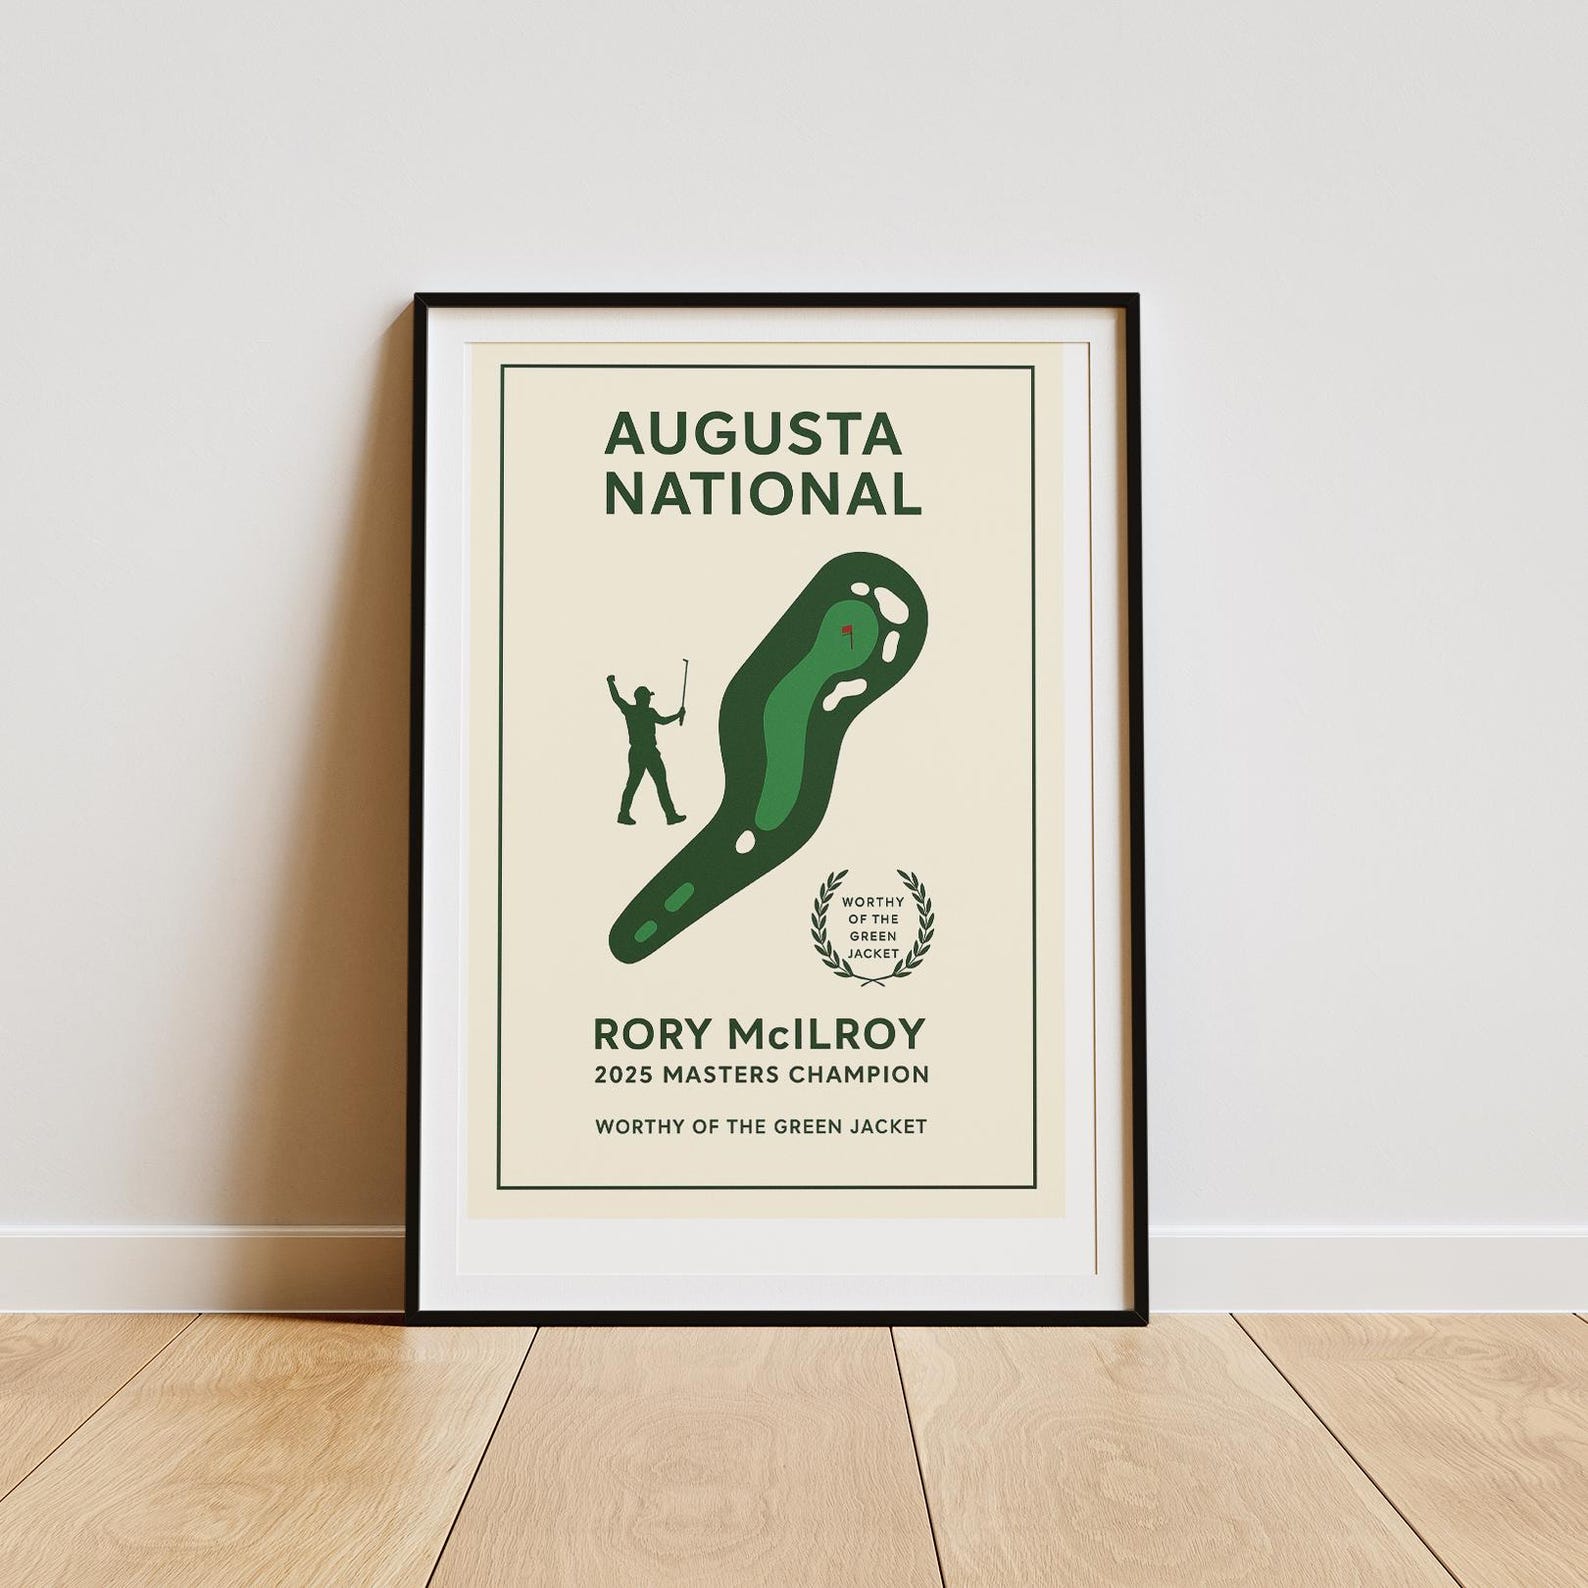 AUGUSTA
NATIONAL
WORTHY
OF THE
GREEN
JACKET
RORY McILROY
2025 MASTERS CHAMPION
WORTHY OF THE GREEN JACKET